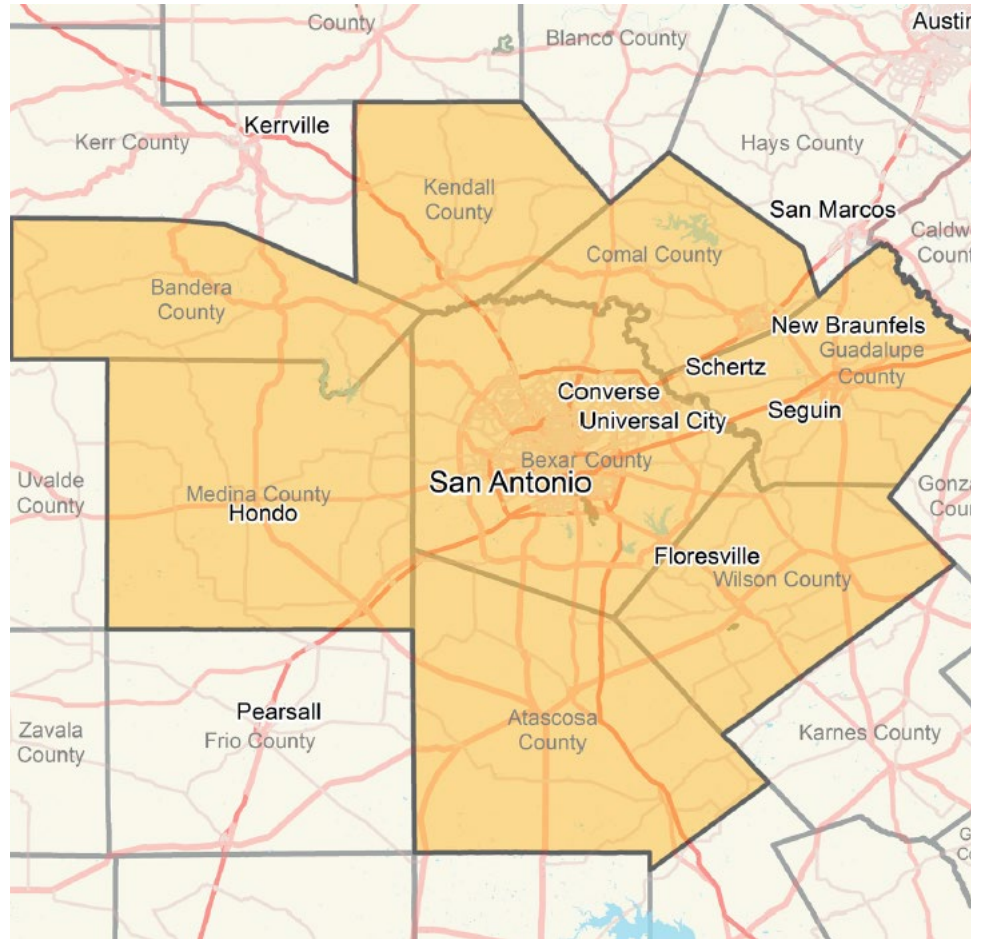 County
Blanco County
Austin
Kerrville
Kerr County
Hays County
Kendall
County
San Marcos
Caldw
Count
Comal County
Bandera
County
New Braunfels
Guadalupe
County
Schertz
Converse
Universal City
Seguin
Bexar County
San Antonio
Uvalde
County
Medina County
Hondo
Gonza
Cou
Floresville
Wilson County
Pearsall
Frio County
Zavala
County
Atascosa
County
Karnes County
G
Co